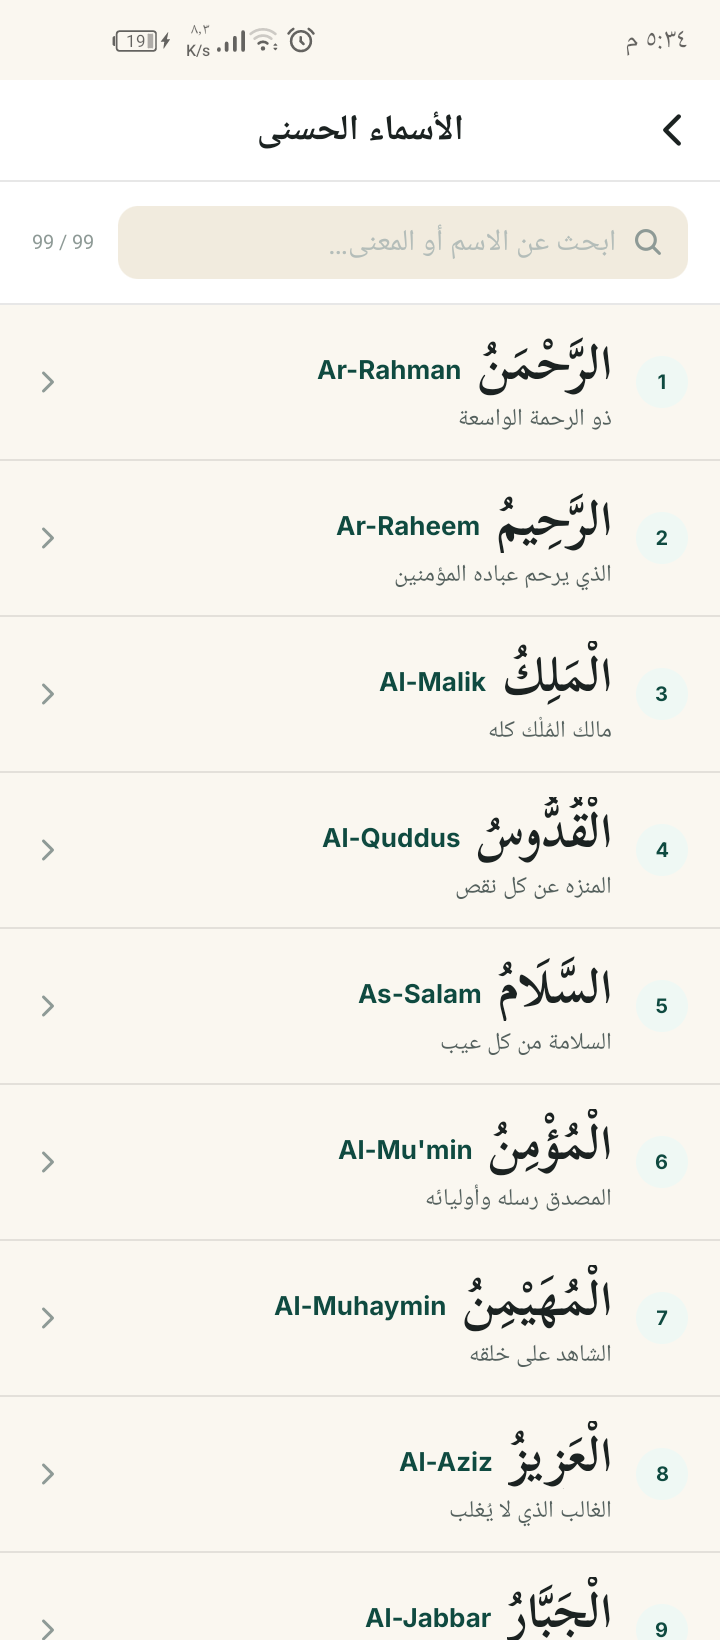 ٥:٣٤ م
٨,٣ K/s
19
الأسماء الحسنى
ابحث عن الاسم أو المعنى...
99 / 99
1
الرَّحْمَنُ Ar-Rahman
ذو الرحمة الواسعة
2
الرَّحِيمُ Ar-Raheem
الذي يرحم عباده المؤمنين
3
الْمَلِكُ Al-Malik
مالك المُلْك كله
4
الْقُدُّوسُ Al-Quddus
المنزه عن كل نقص
5
السَّلَامُ As-Salam
السلامة من كل عيب
6
الْمُؤْمِنُ Al-Mu'min
المصدق رسله وأوليائه
7
الْمُهَيْمِنُ Al-Muhaymin
الشاهد على خلقه
8
الْعَزِيزُ Al-Aziz
الغالب الذي لا يُغلب
9
الْجَبَّارُ Al-Jabbar